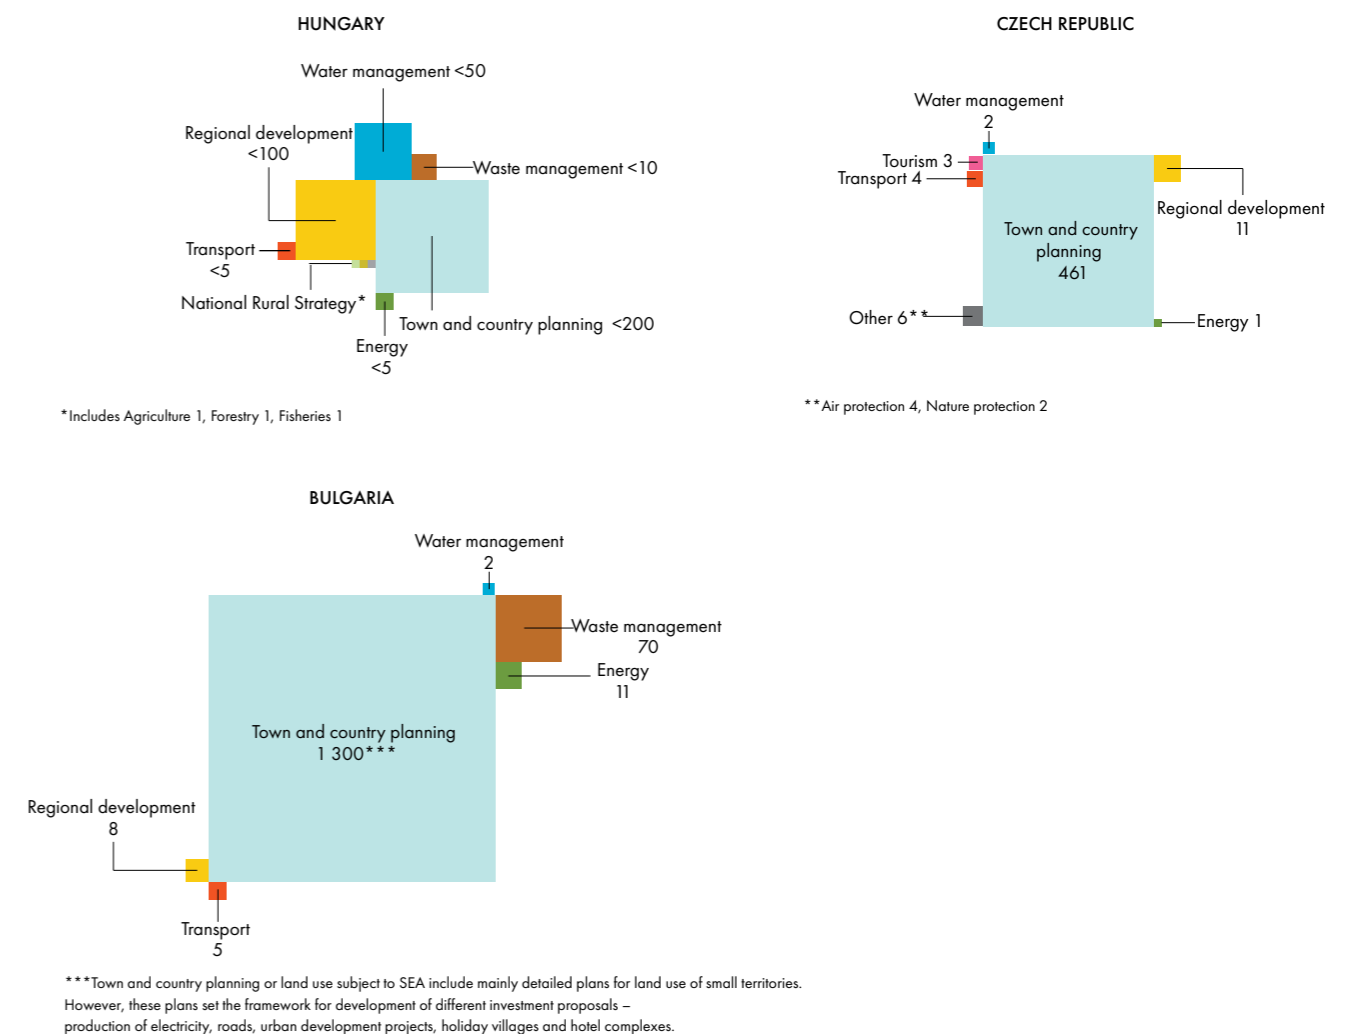 HUNGARY
Water management <50
Regional development
<100
Waste management <10
Transport
<5
National Rural Strategy*
Town and country planning <200
Energy
<5
*Includes Agriculture 1, Forestry 1, Fisheries 1
CZECH REPUBLIC
Water management
2
Tourism 3
Transport 4
Regional development
11
Town and country
planning
461
Other 6**
Energy 1
**Air protection 4, Nature protection 2
BULGARIA
Water management
2
Waste management
70
Energy
11
Town and country planning
1 300***
Regional development
8
Transport
5
***Town and country planning or land use subject to SEA include mainly detailed plans for land use of small territories.
However, these plans set the framework for development of different investment proposals –
production of electricity, roads, urban development projects, holiday villages and hotel complexes.